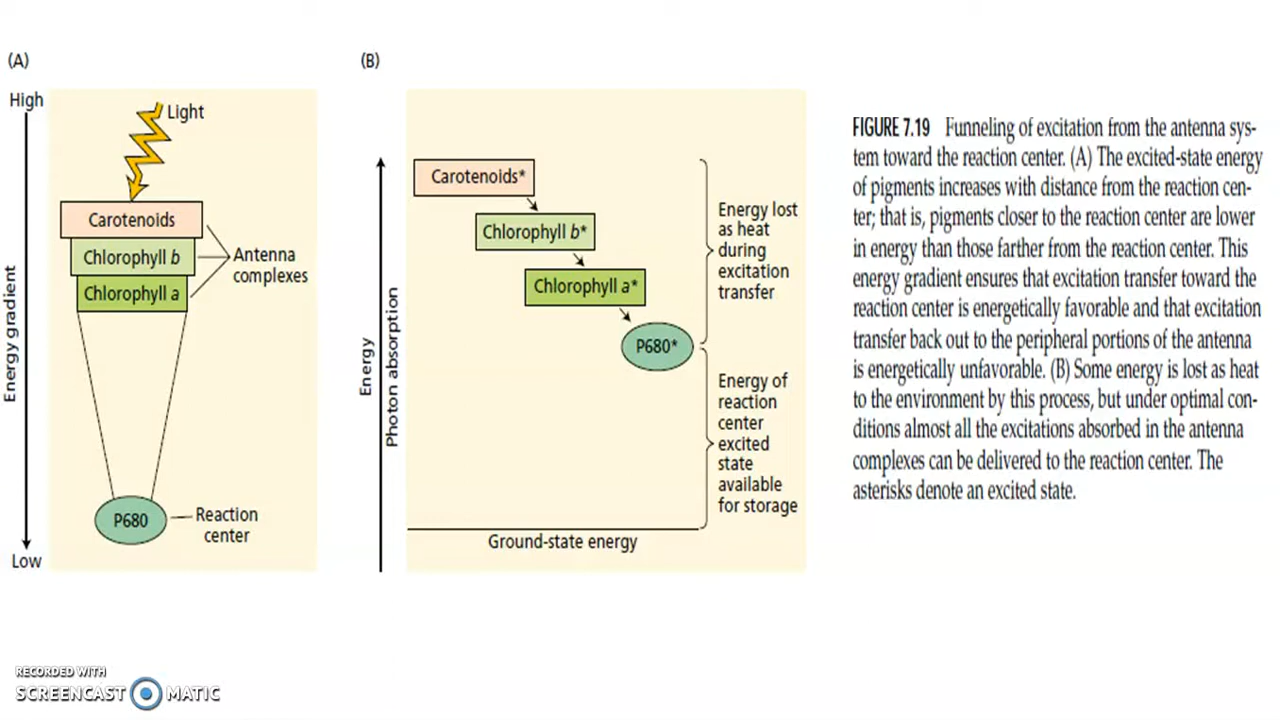 (A)
High
Light
Carotenoids
Chlorophyll b
Chlorophyll a
Antenna
complexes
Energy gradient
P680
Reaction
center
Low
(B)
Carotenoids*
Chlorophyll b*
Chlorophyll a*
P680*
Energy
Photon absorption
Energy lost
as heat
during
excitation
transfer
Energy of
reaction
center
excited
state
available
for storage
Ground-state energy
FIGURE 7.19 Funneling of excitation from the antenna sys-
tem toward the reaction center. (A) The excited-state energy
of pigments increases with distance from the reaction cen-
ter; that is, pigments closer to the reaction center are lower
in energy than those farther from the reaction center. This
energy gradient ensures that excitation transfer toward the
reaction center is energetically favorable and that excitation
transfer back out to the peripheral portions of the antenna
is energetically unfavorable. (B) Some energy is lost as heat
to the environment by this process, but under optimal con-
ditions almost all the excitations absorbed in the antenna
complexes can be delivered to the reaction center. The
asterisks denote an excited state.
RECORDED WITH
SCREENCAST MATIC